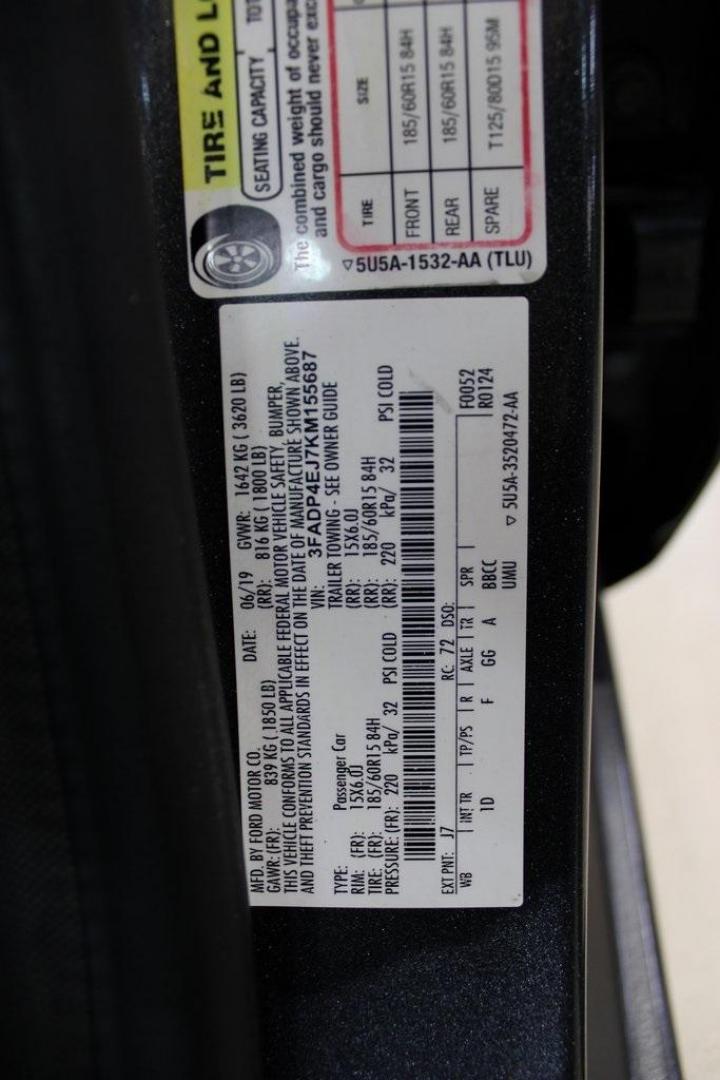 TIRE AND L
SEATING CAPACITY TOT
The combined weight of occupa
and cargo should never exc
TIRE SIZE
FRONT 185/60R15 84H
REAR 185/60R15 84H
SPARE T125/80D15 95M
▽5U5A-1532-AA (TLU)
MFD. BY FORD MOTOR CO. DATE: 06/19 GVWR: 1642 KG ( 3620 LB)
GAWR: (FR): 839 KG ( 1850 LB) (RR): 816 KG ( 1800 LB)
THIS VEHICLE CONFORMS TO ALL APPLICABLE FEDERAL MOTOR VEHICLE SAFETY, BUMPER,
AND THEFT PREVENTION STANDARDS IN EFFECT ON THE DATE OF MANUFACTURE SHOWN ABOVE.
VIN: 3FADP4EJ7KM155687
TYPE: Passenger Car TRAILER TOWING - SEE OWNER GUIDE
RIM: (FR): 15X6.0J (RR): 15X6.0J
TIRE: (FR): 185/60R15 84H (RR): 185/60R15 84H
PRESSURE: (FR): 220 kPa/ 32 PSI COLD (RR): 220 kPa/ 32 PSI COLD
EXT PNT: J7 RC: 72 DSO: F0052
WB INT TR TP/PS R AXLE TR SPR R0124
1D F GG A BBCC
UMU ▽ 5U5A-3520472-AA